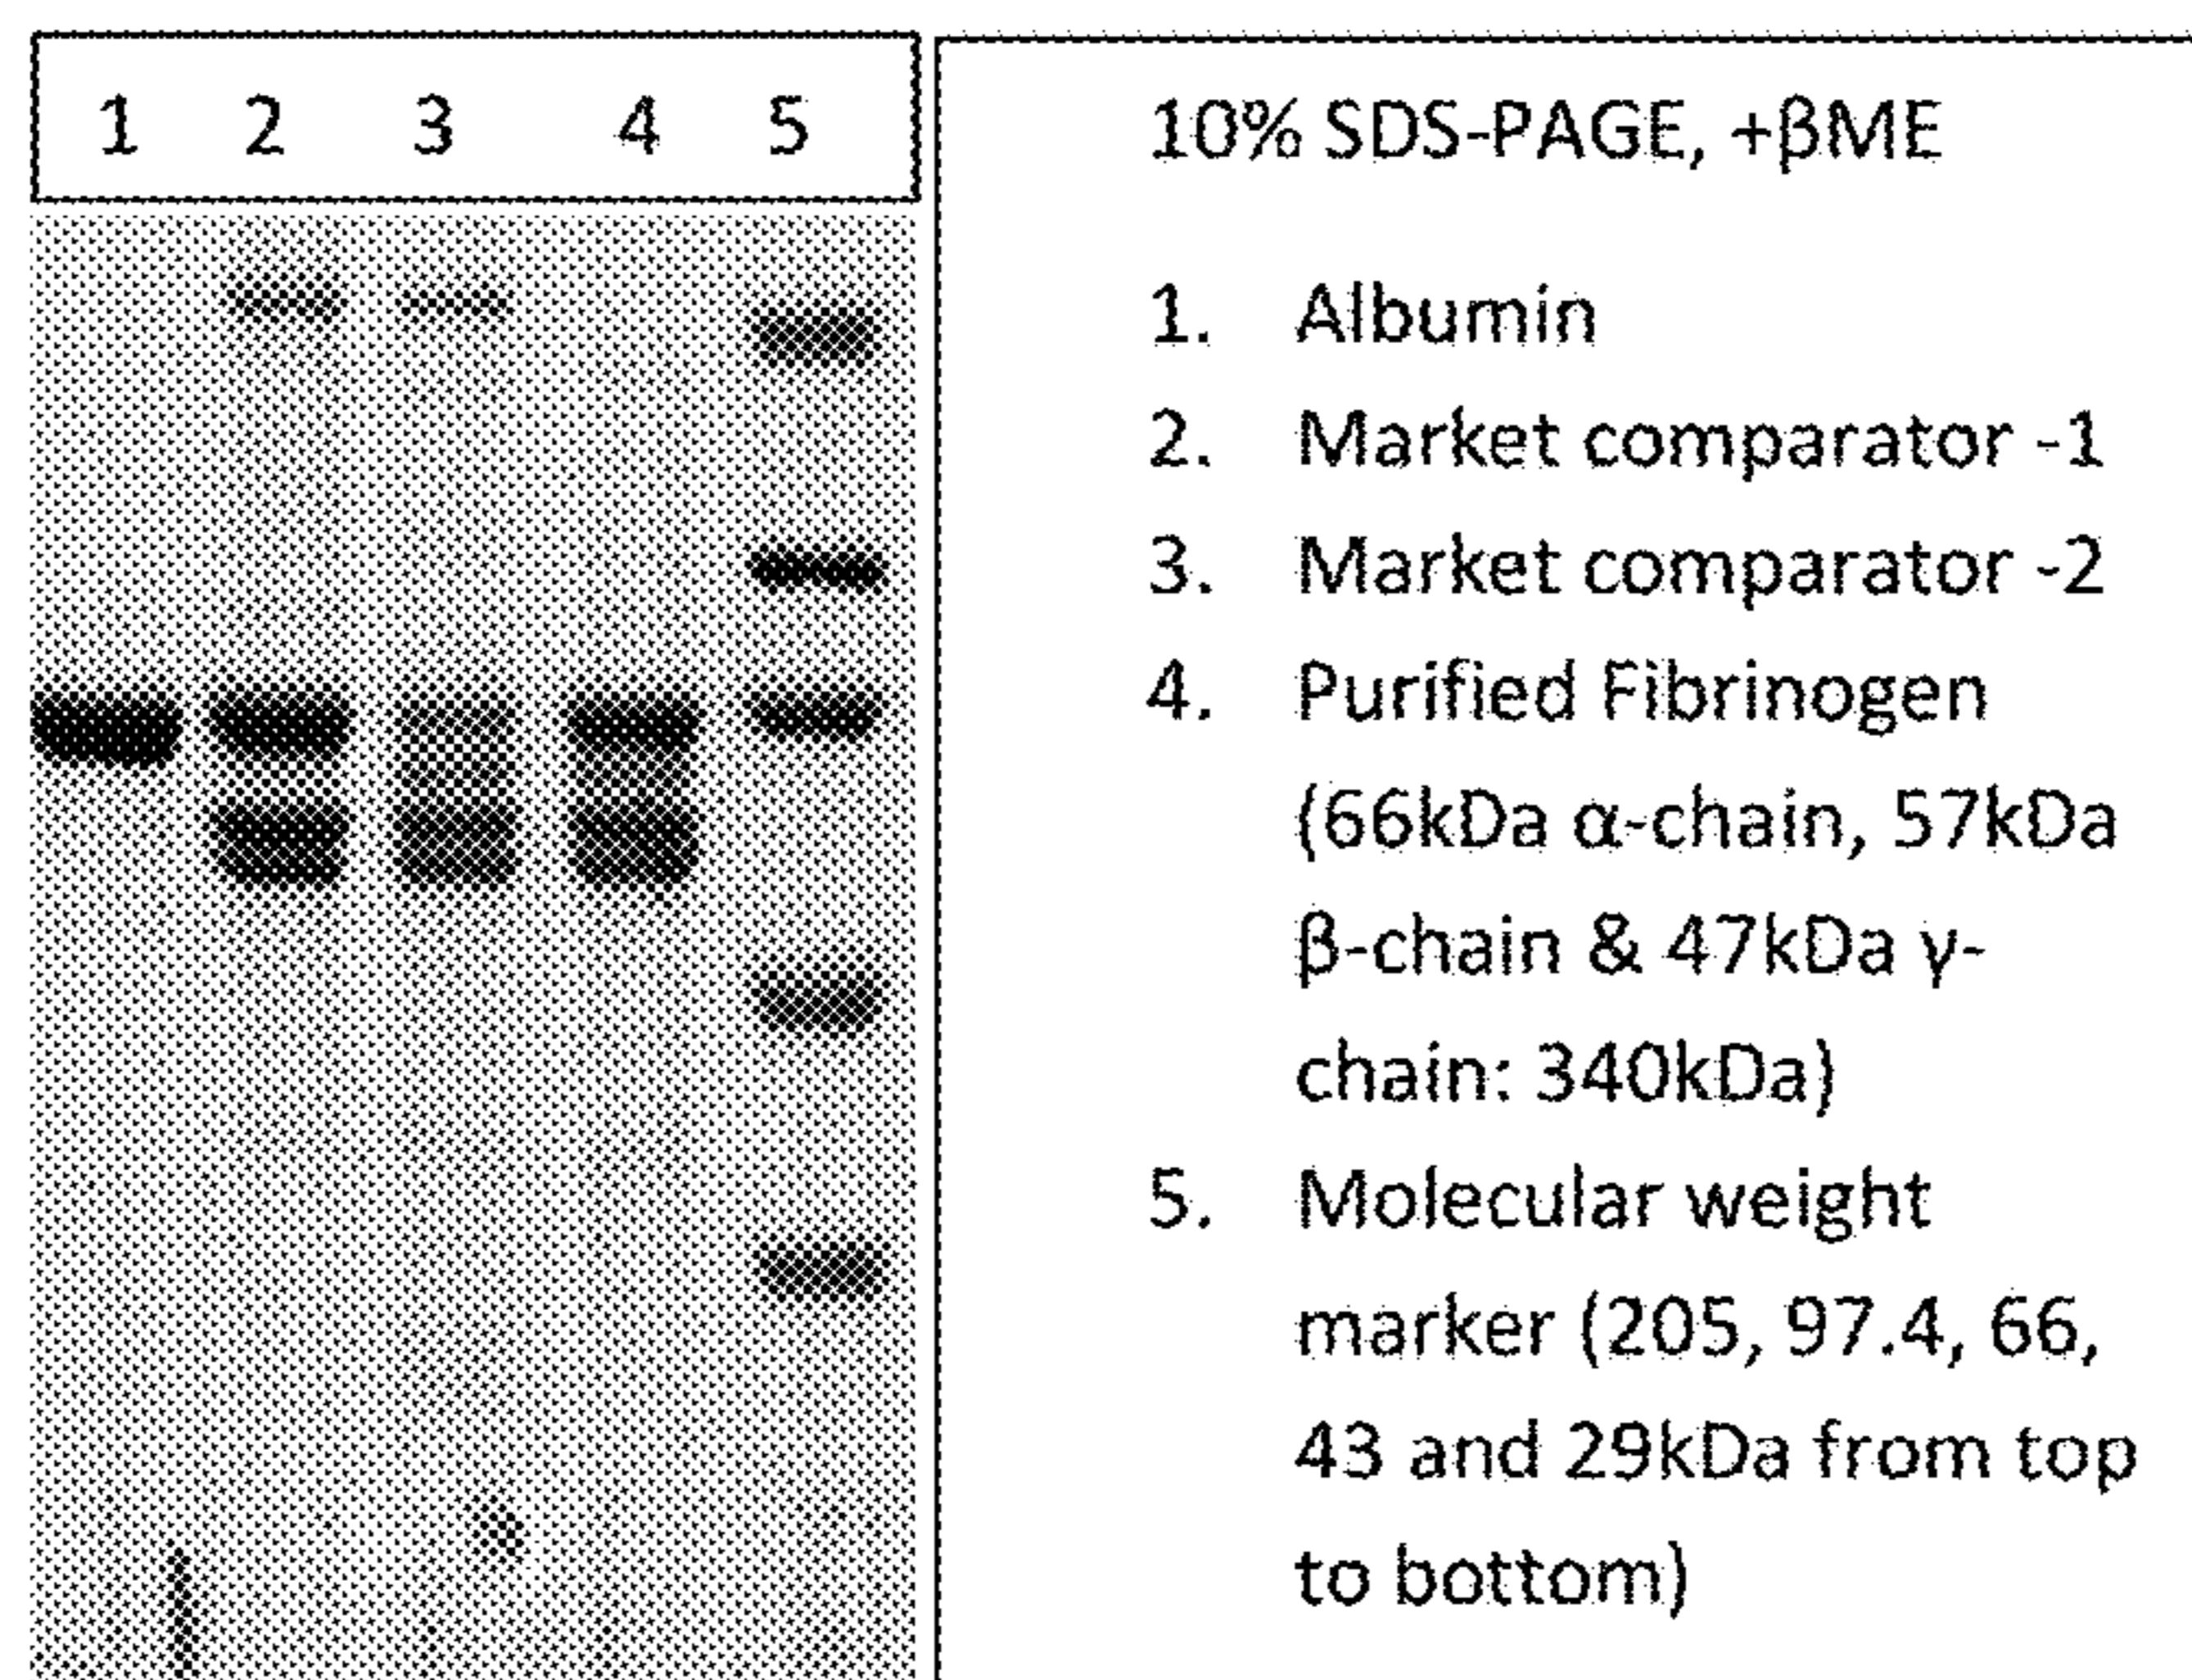 1 2 3 4 5
10% SDS-PAGE, +βME
1. Albumin
2. Market comparator -1
3. Market comparator -2
4. Purified Fibrinogen
(66kDa α-chain, 57kDa
β-chain & 47kDa γ-
chain: 340kDa)
5. Molecular weight
marker (205, 97.4, 66,
43 and 29kDa from top
to bottom)